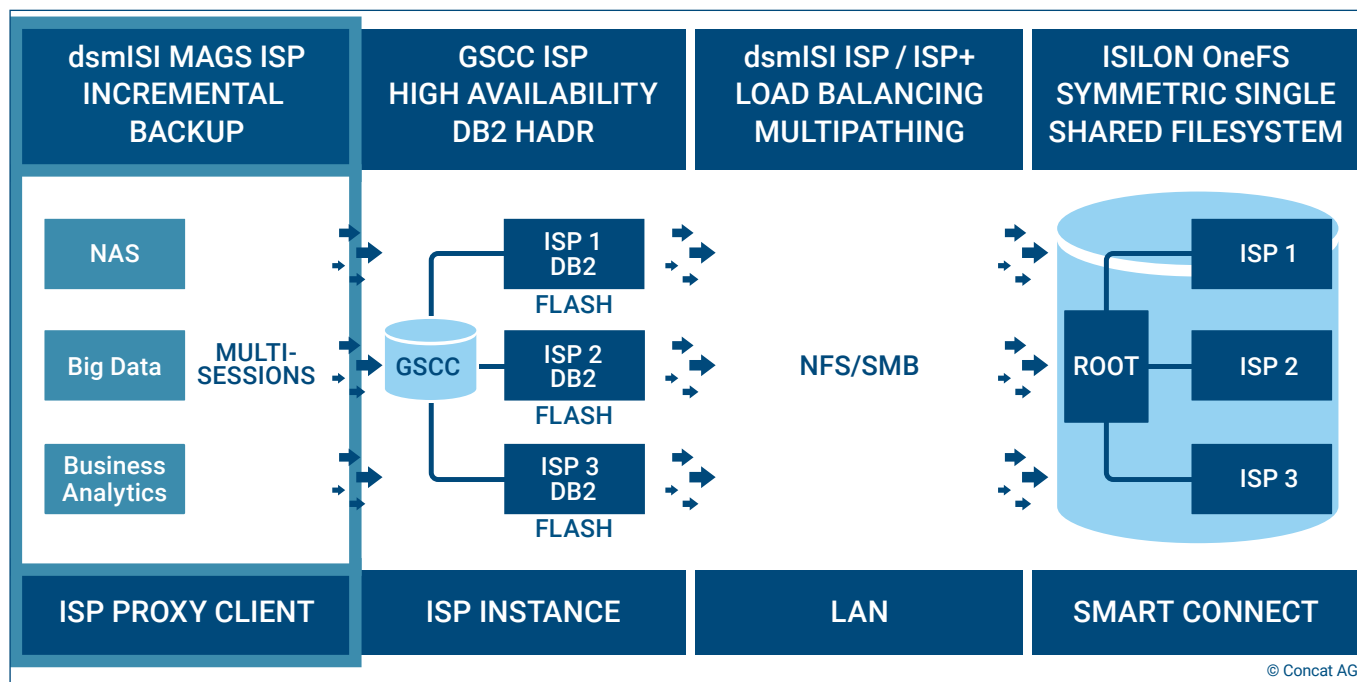 dsmISI MAGS ISP
INCREMENTAL
BACKUP
GSCC ISP
HIGH AVAILABILITY
DB2 HADR
dsmISI ISP / ISP+
LOAD BALANCING
MULTIPATHING
ISILON OneFS
SYMMETRIC SINGLE
SHARED FILESYSTEM
NAS
Big Data
Business
Analytics
MULTI-
SESSIONS
GSCC
ISP 1
DB2
FLASH
ISP 2
DB2
FLASH
ISP 3
DB2
FLASH
NFS/SMB
ROOT
ISP 1
ISP 2
ISP 3
ISP PROXY CLIENT
ISP INSTANCE
LAN
SMART CONNECT
© Concat AG